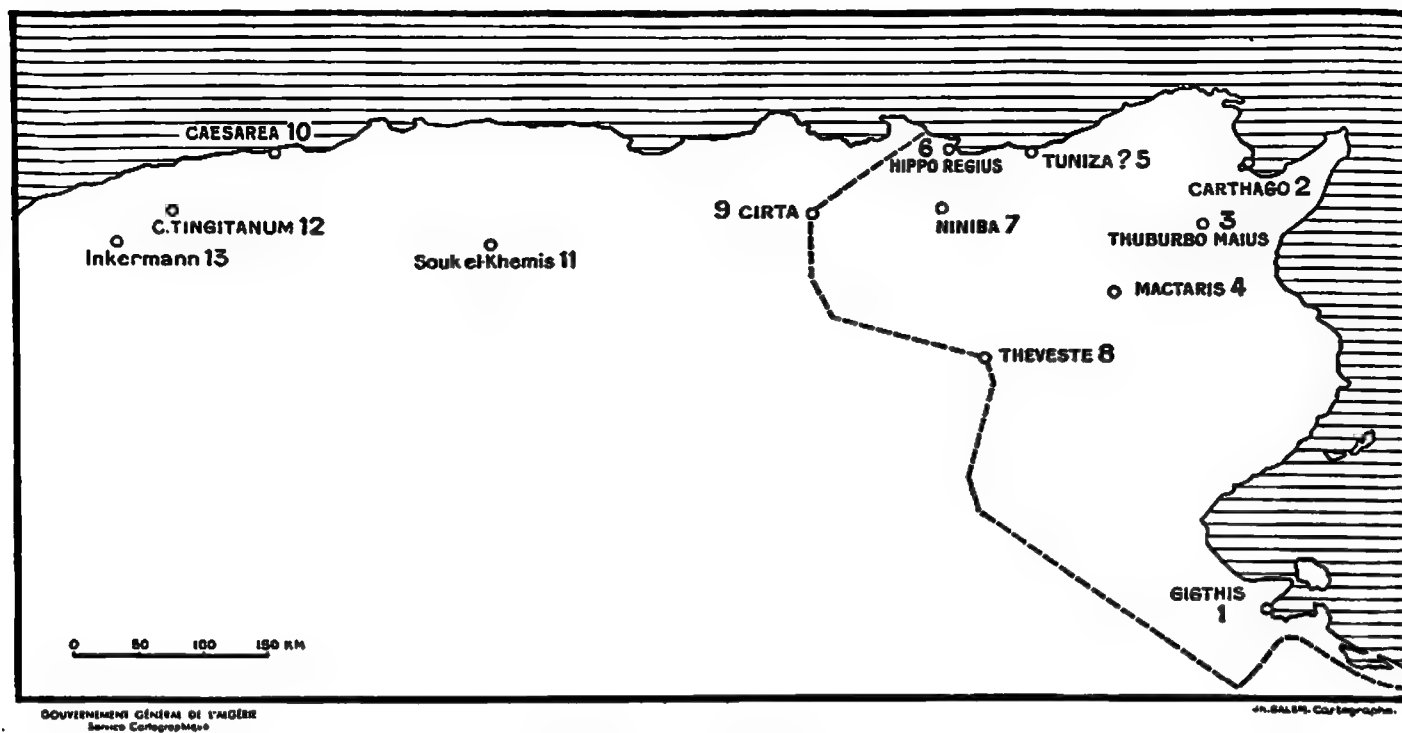 CAESAREA 10
6
HIPPO REGIUS
TUNIZA ? 5
CARTHAGO 2
C.TINGITANUM 12
9 CIRTA
NINIBA 7
3
THUBURBO MAIUS
Inkermann 13
Souk el-Khemis 11
MACTARIS 4
THEVESTE 8
GIGTHIS
1
0 50 100 150 KM
GOUVERNEMENT GÉNÉRAL DE L'ALGÉRIE
Service Cartographique
Cartographe.